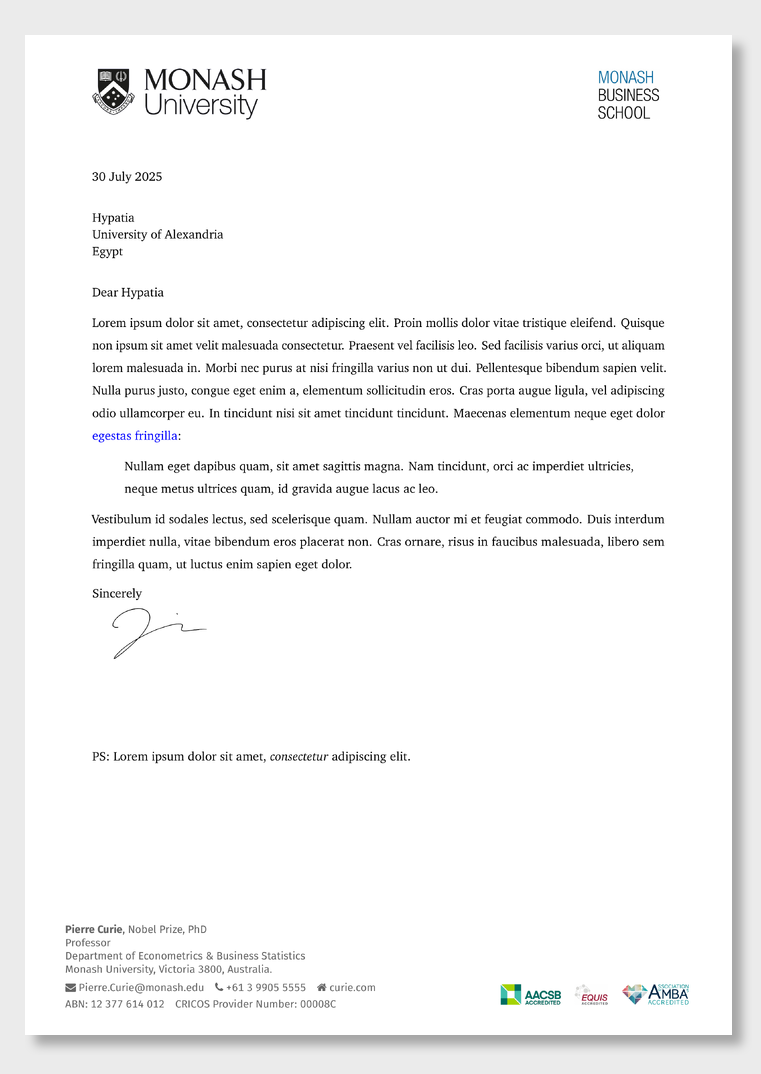 MONASH
University
MONASH
BUSINESS
SCHOOL
30 July 2025
Hypatia
University of Alexandria
Egypt
Dear Hypatia
Lorem ipsum dolor sit amet, consectetur adipiscing elit. Proin mollis dolor vitae tristique eleifend. Quisque
non ipsum sit amet velit malesuada consectetur. Praesent vel facilisis leo. Sed facilisis varius orci, ut aliquam
lorem malesuada in. Morbi nec purus at nisi fringilla varius non ut dui. Pellentesque bibendum sapien velit.
Nulla purus justo, congue eget enim a, elementum sollicitudin eros. Cras porta augue ligula, vel adipiscing
odio ullamcorper eu. In tincidunt nisi sit amet tincidunt tincidunt. Maecenas elementum neque eget dolor
egestas fringilla:
Nullam eget dapibus quam, sit amet sagittis magna. Nam tincidunt, orci ac imperdiet ultricies,
neque metus ultrices quam, id gravida augue lacus ac leo.
Vestibulum id sodales lectus, sed scelerisque quam. Nullam auctor mi et feugiat commodo. Duis interdum
imperdiet nulla, vitae bibendum eros placerat non. Cras ornare, risus in faucibus malesuada, libero sem
fringilla quam, ut luctus enim sapien eget dolor.
Sincerely
PS: Lorem ipsum dolor sit amet, consectetur adipiscing elit.
Pierre Curie, Nobel Prize, PhD
Professor
Department of Econometrics & Business Statistics
Monash University, Victoria 3800, Australia.
Pierre.Curie@monash.edu +61 3 9905 5555 curie.com
ABN: 12 377 614 012 CRICOS Provider Number: 00008C
AACSB
ACCREDITED
EQUIS
ACCREDITED
ASSOCIATION
AMBA
ACCREDITED